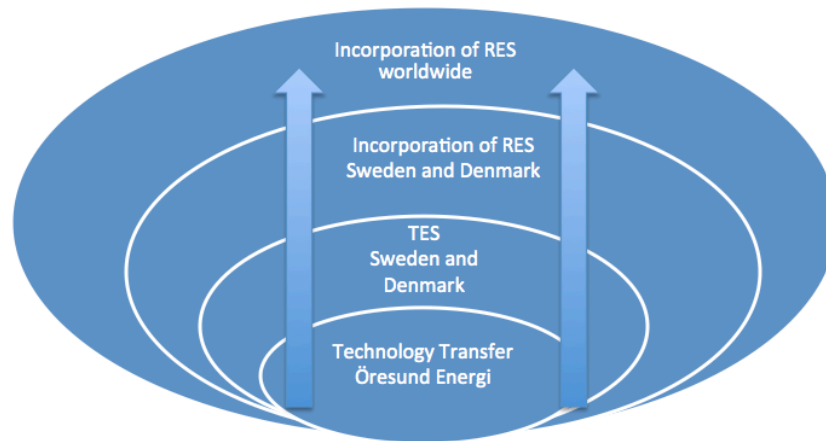 Incorporation of RES
worldwide
Incorporation of RES
Sweden and Denmark
TES
Sweden and
Denmark
Technology Transfer
Öresund Energi